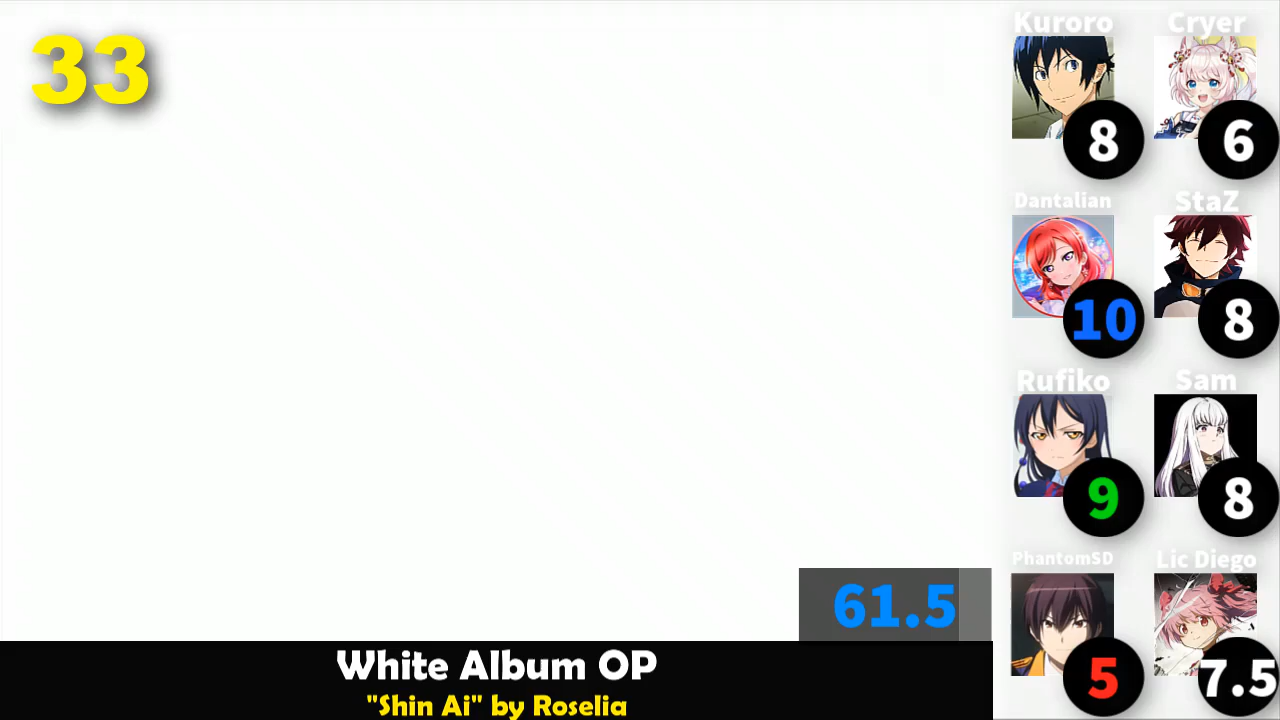 33
Kuroro
Cryer
8
6
Dantalian
StaZ
10
8
Rufiko
Sam
9
8
PhantomSD
Lic Diego
5
7.5
61.5
White Album OP
"Shin Ai" by Roselia